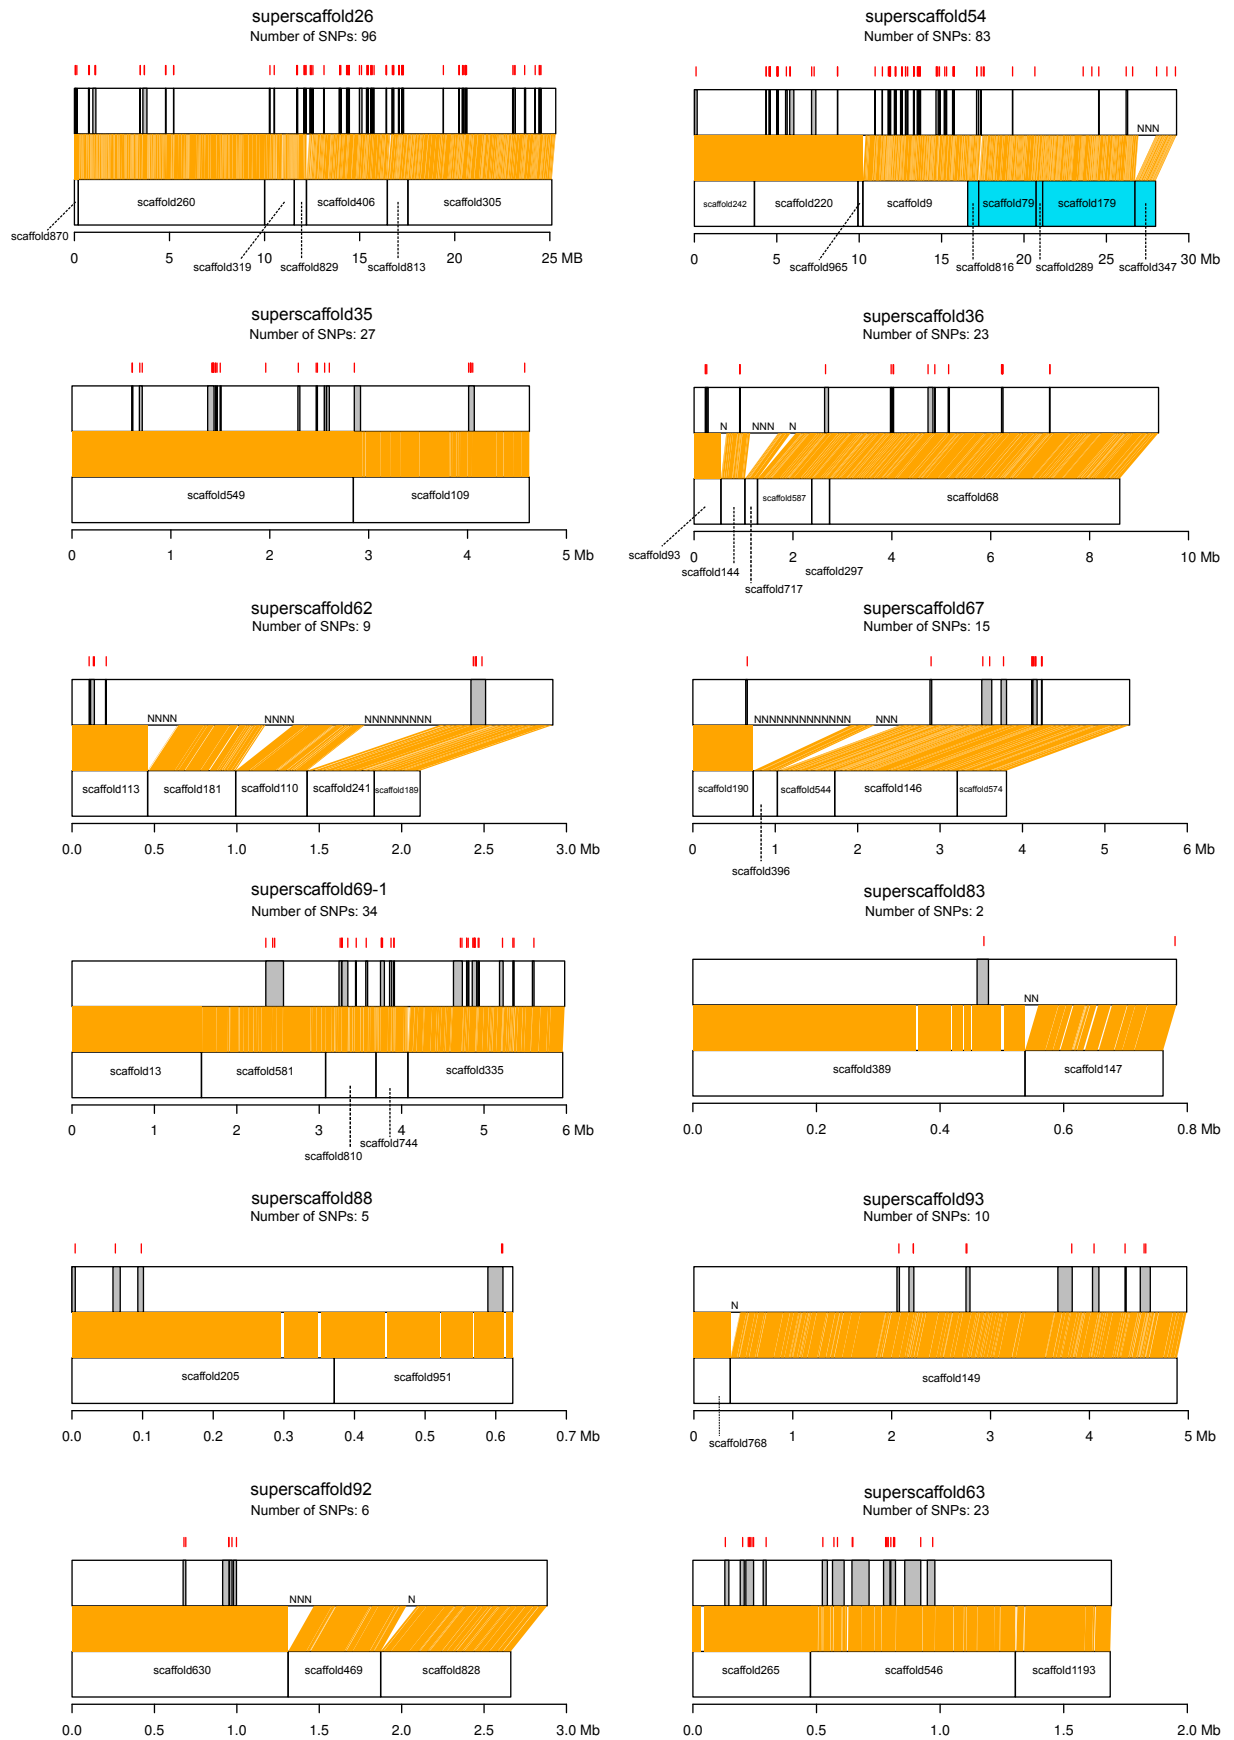 superscaffold26
Number of SNPs: 96
scaffold260
scaffold406
scaffold305
scaffold870
scaffold319
scaffold829
scaffold813
0 5 10 15 20 25 MB
superscaffold54
Number of SNPs: 83
NNN
scaffold242
scaffold220
scaffold9
scaffold79
scaffold179
scaffold965
scaffold816
scaffold289
scaffold347
0 5 10 15 20 25 30 Mb
superscaffold35
Number of SNPs: 27
scaffold549
scaffold109
0 1 2 3 4 5 Mb
superscaffold36
Number of SNPs: 23
N NNN N
scaffold587
scaffold68
scaffold93
scaffold144
scaffold717
scaffold297
0 2 4 6 8 10 Mb
superscaffold62
Number of SNPs: 9
NNNN NNNN NNNNNNNNN
scaffold113
scaffold181
scaffold110
scaffold241
scaffold189
0.0 0.5 1.0 1.5 2.0 2.5 3.0 Mb
superscaffold67
Number of SNPs: 15
NNNNNNNNNNNNN NNN
scaffold190
scaffold544
scaffold146
scaffold574
0 1 2 3 4 5 6 Mb
scaffold396
superscaffold69-1
Number of SNPs: 34
scaffold13
scaffold581
scaffold335
0 1 2 3 4 5 6 Mb
scaffold744
scaffold810
superscaffold83
Number of SNPs: 2
NN
scaffold389
scaffold147
0.0 0.2 0.4 0.6 0.8 Mb
superscaffold88
Number of SNPs: 5
scaffold205
scaffold951
0.0 0.1 0.2 0.3 0.4 0.5 0.6 0.7 Mb
superscaffold93
Number of SNPs: 10
N
scaffold149
0 1 2 3 4 5 Mb
scaffold768
superscaffold92
Number of SNPs: 6
NNN N
scaffold630
scaffold469
scaffold828
0.0 0.5 1.0 1.5 2.0 2.5 3.0 Mb
superscaffold63
Number of SNPs: 23
scaffold265
scaffold546
scaffold1193
0.0 0.5 1.0 1.5 2.0 Mb